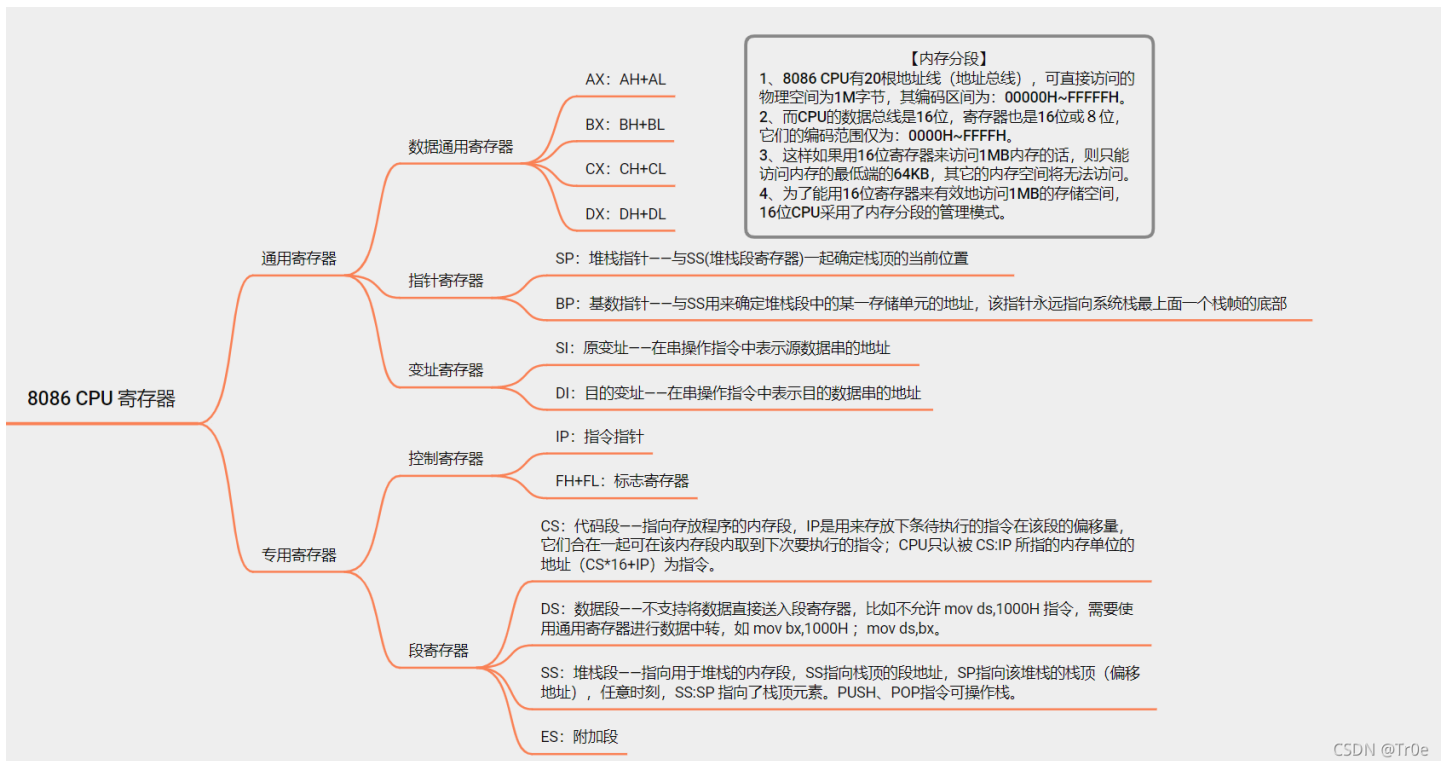 【内存分段】
1、8086 CPU有20根地址线（地址总线），可直接访问的
物理空间为1M字节，其编码区间为：00000H~FFFFFH。
2、而CPU的数据总线是16位，寄存器也是16位或８位，
它们的编码范围仅为：0000H~FFFFH。
3、这样如果用16位寄存器来访问1MB内存的话，则只能
访问内存的最低端的64KB，其它的内存空间将无法访问。
4、为了能用16位寄存器来有效地访问1MB的存储空间，
16位CPU采用了内存分段的管理模式。
8086 CPU 寄存器
通用寄存器
数据通用寄存器
AX：AH+AL
BX：BH+BL
CX：CH+CL
DX：DH+DL
指针寄存器
SP：堆栈指针——与SS(堆栈段寄存器)一起确定栈顶的当前位置
BP：基数指针——与SS用来确定堆栈段中的某一存储单元的地址，该指针永远指向系统栈最上面一个栈帧的底部
变址寄存器
SI：原变址——在串操作指令中表示源数据串的地址
DI：目的变址——在串操作指令中表示目的数据串的地址
专用寄存器
控制寄存器
IP：指令指针
FH+FL：标志寄存器
段寄存器
CS：代码段——指向存放程序的内存段，IP是用来存放下条待执行的指令在该段的偏移量，
它们合在一起可在该内存段内取到下次要执行的指令；CPU只认被 CS:IP 所指的内存单位的
地址（CS*16+IP）为指令。
DS：数据段——不支持将数据直接送入段寄存器，比如不允许 mov ds,1000H 指令，需要使
用通用寄存器进行数据中转，如 mov bx,1000H ；mov ds,bx。
SS：堆栈段——指向用于堆栈的内存段，SS指向栈顶的段地址，SP指向该堆栈的栈顶（偏移
地址），任意时刻，SS:SP 指向了栈顶元素。PUSH、POP指令可操作栈。
ES：附加段
CSDN @Tr0e